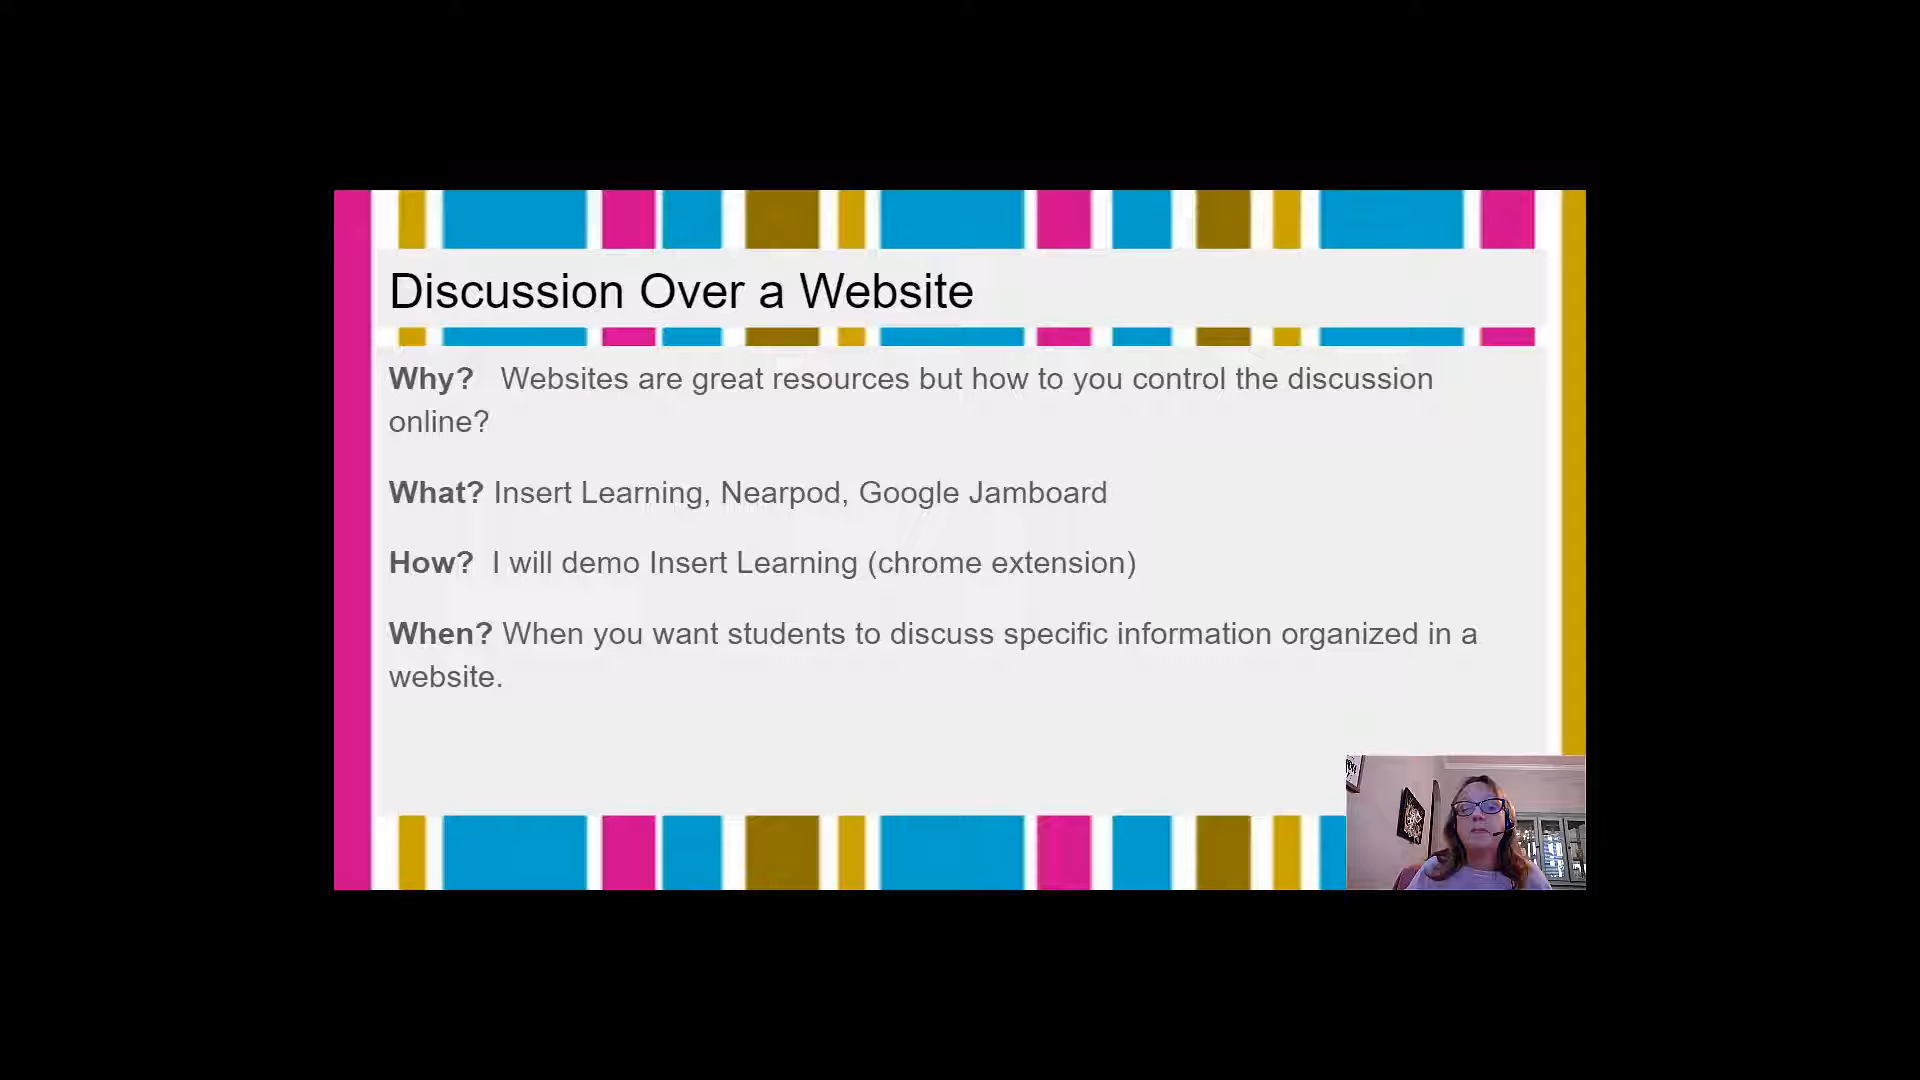 Discussion Over a Website
Why? Websites are great resources but how to you control the discussion
online?
What? Insert Learning, Nearpod, Google Jamboard
How? I will demo Insert Learning (chrome extension)
When? When you want students to discuss specific information organized in a
website.